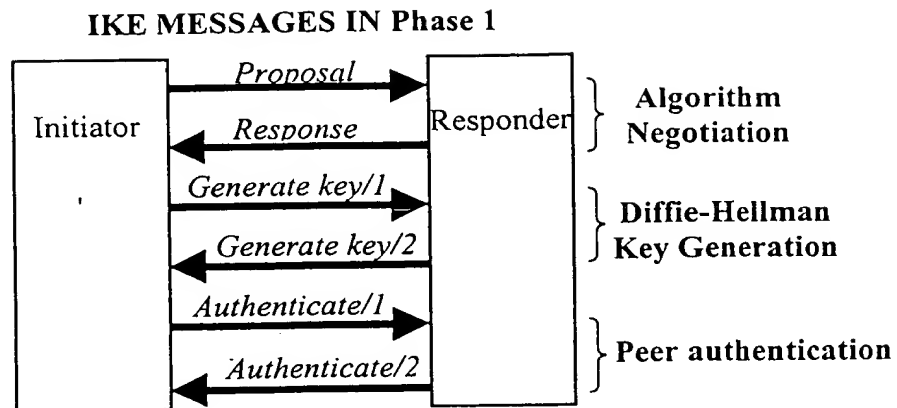 IKE MESSAGES IN Phase 1
Initiator
Responder
Proposal
Response
Generate key/1
Generate key/2
Authenticate/1
Authenticate/2
Algorithm
Negotiation
Diffie-Hellman
Key Generation
Peer authentication